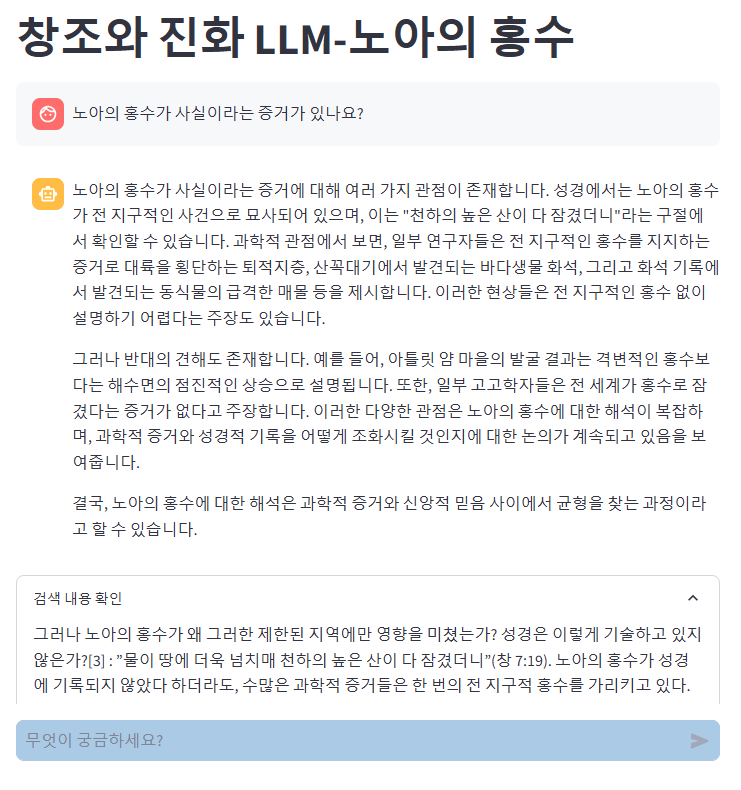 창조와 진화 LLM-노아의 홍수
노아의 홍수가 사실이라는 증거가 있나요?
노아의 홍수가 사실이라는 증거에 대해 여러 가지 관점이 존재합니다. 성경에서는 노아의 홍수
가 전 지구적인 사건으로 묘사되어 있으며, 이는 "천하의 높은 산이 다 잠겼더니"라는 구절에
서 확인할 수 있습니다. 과학적 관점에서 보면, 일부 연구자들은 전 지구적인 홍수를 지지하는
증거로 대륙을 횡단하는 퇴적지층, 산꼭대기에서 발견되는 바다생물 화석, 그리고 화석 기록에
서 발견되는 동식물의 급격한 매몰 등을 제시합니다. 이러한 현상들은 전 지구적인 홍수 없이
설명하기 어렵다는 주장도 있습니다.
그러나 반대의 견해도 존재합니다. 예를 들어, 아틀릿 얌 마을의 발굴 결과는 격변적인 홍수보
다는 해수면의 점진적인 상승으로 설명됩니다. 또한, 일부 고고학자들은 전 세계가 홍수로 잠
겼다는 증거가 없다고 주장합니다. 이러한 다양한 관점은 노아의 홍수에 대한 해석이 복잡하
며, 과학적 증거와 성경적 기록을 어떻게 조화시킬 것인지에 대한 논의가 계속되고 있음을 보
여줍니다.
결국, 노아의 홍수에 대한 해석은 과학적 증거와 신앙적 믿음 사이에서 균형을 찾는 과정이라
고 할 수 있습니다.
검색 내용 확인
그러나 노아의 홍수가 왜 그러한 제한된 지역에만 영향을 미쳤는가? 성경은 이렇게 기술하고 있지
않은가?[3] : ”물이 땅에 더욱 넘치매 천하의 높은 산이 다 잠겼더니”(창 7:19). 노아의 홍수가 성경
에 기록되지 않았다 하더라도, 수많은 과학적 증거들은 한 번의 전 지구적 홍수를 가리키고 있다.
무엇이 궁금하세요?